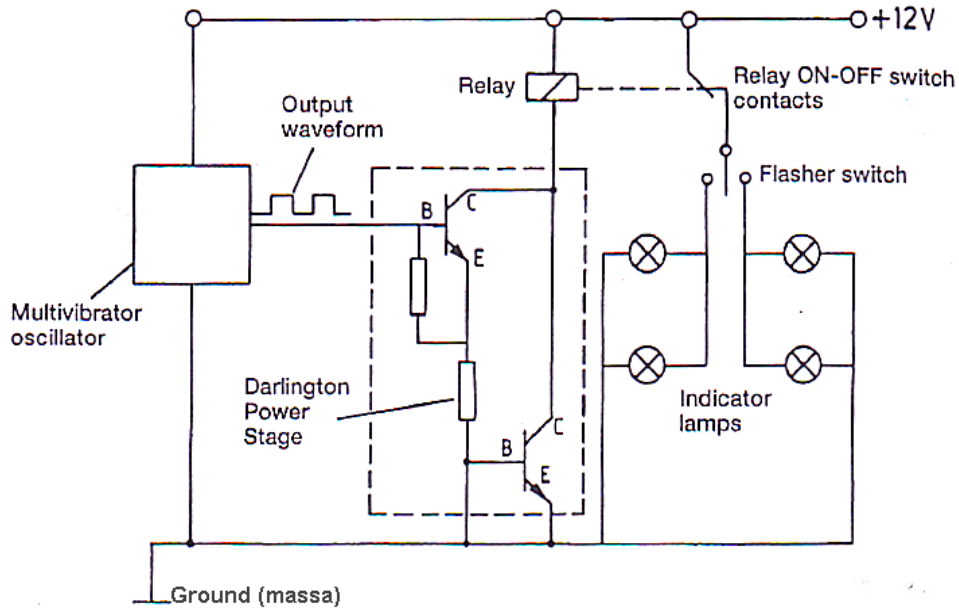 +12V
Relay
Relay ON-OFF switch
contacts
Output
waveform
Flasher switch
B
C
E
Multivibrator
oscillator
Darlington
Power
Stage
B
C
E
Indicator
lamps
Ground (massa)